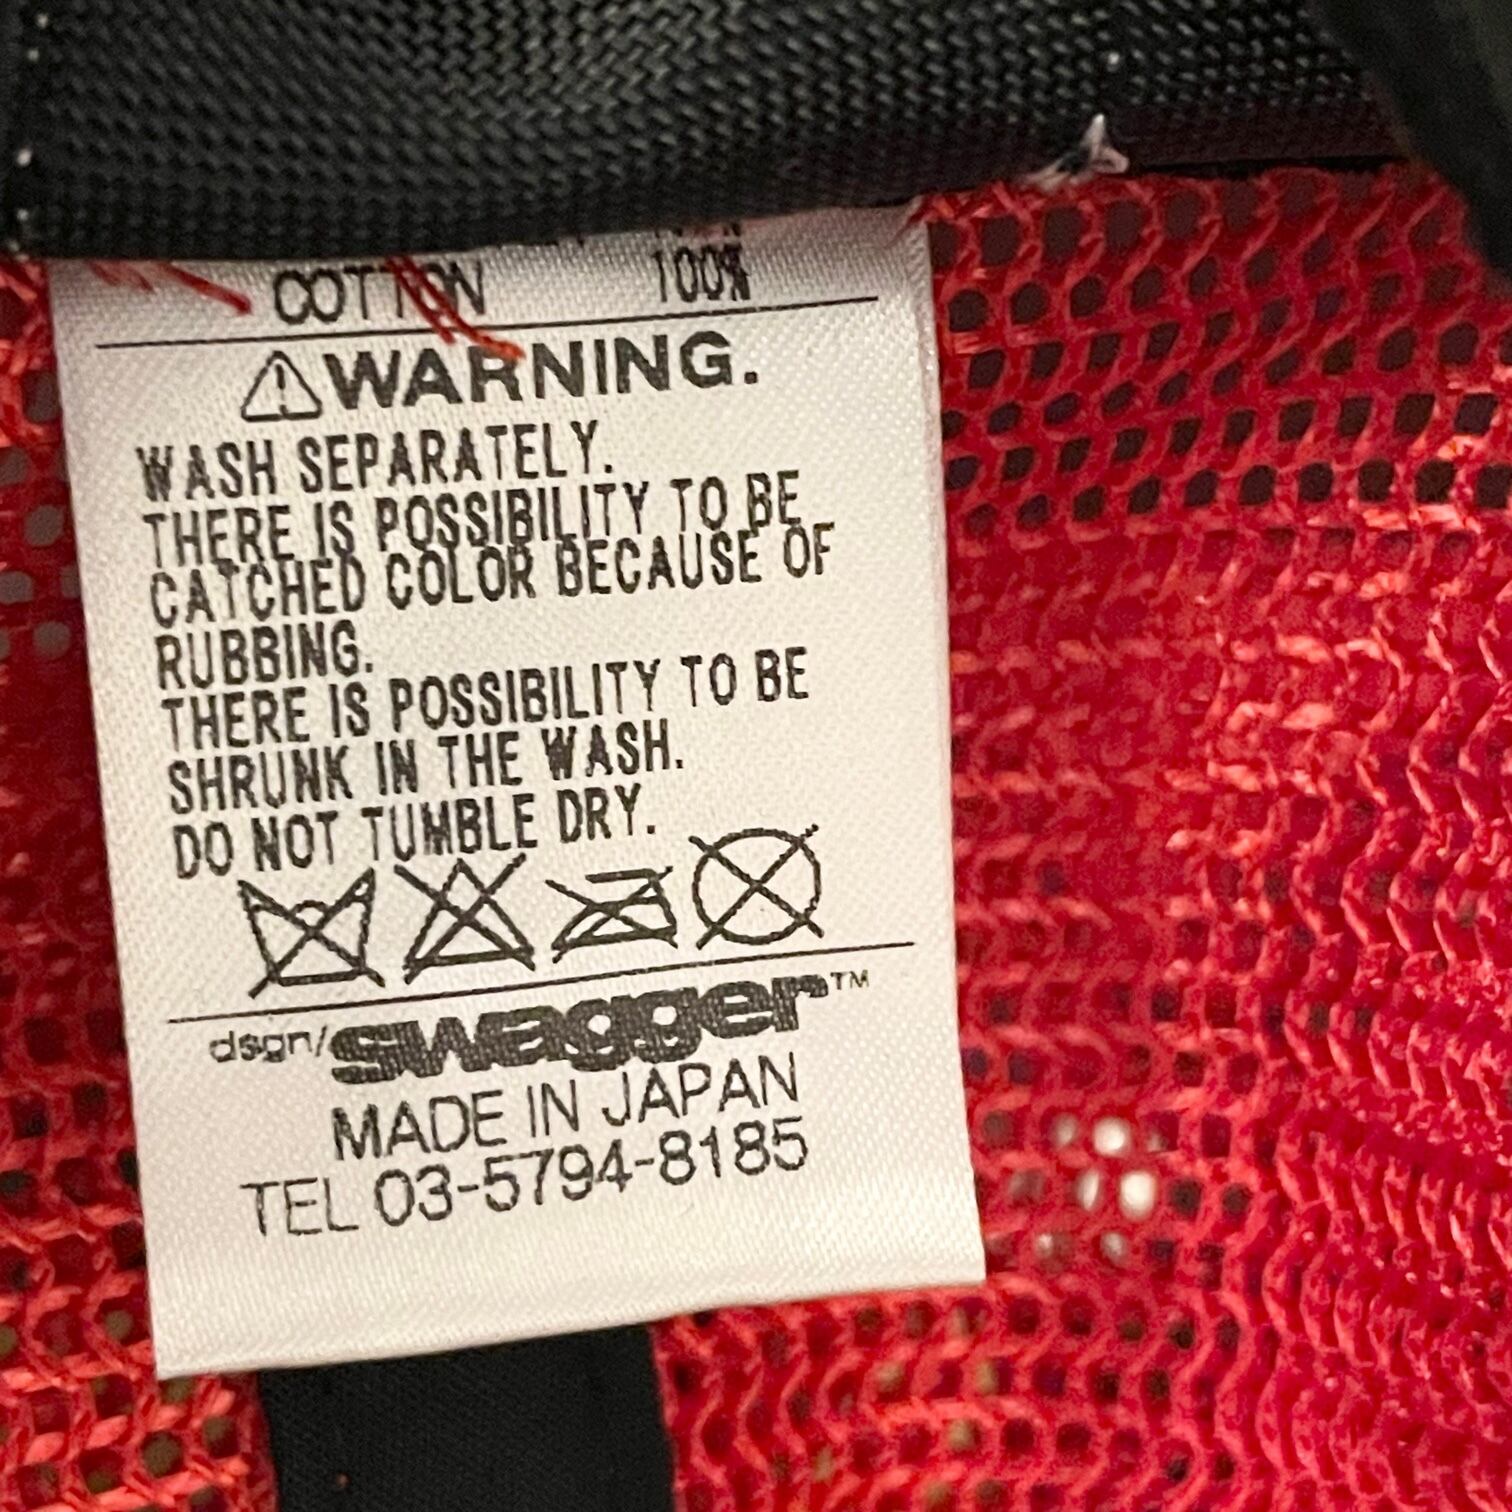 COTTON 100%
⚠WARNING.
WASH SEPARATELY.
THERE IS POSSIBILITY TO BE
CATCHED COLOR BECAUSE OF
RUBBING.
THERE IS POSSIBILITY TO BE
SHRUNK IN THE WASH.
DO NOT TUMBLE DRY.
dsgn/swagger™
MADE IN JAPAN
TEL 03-5794-8185